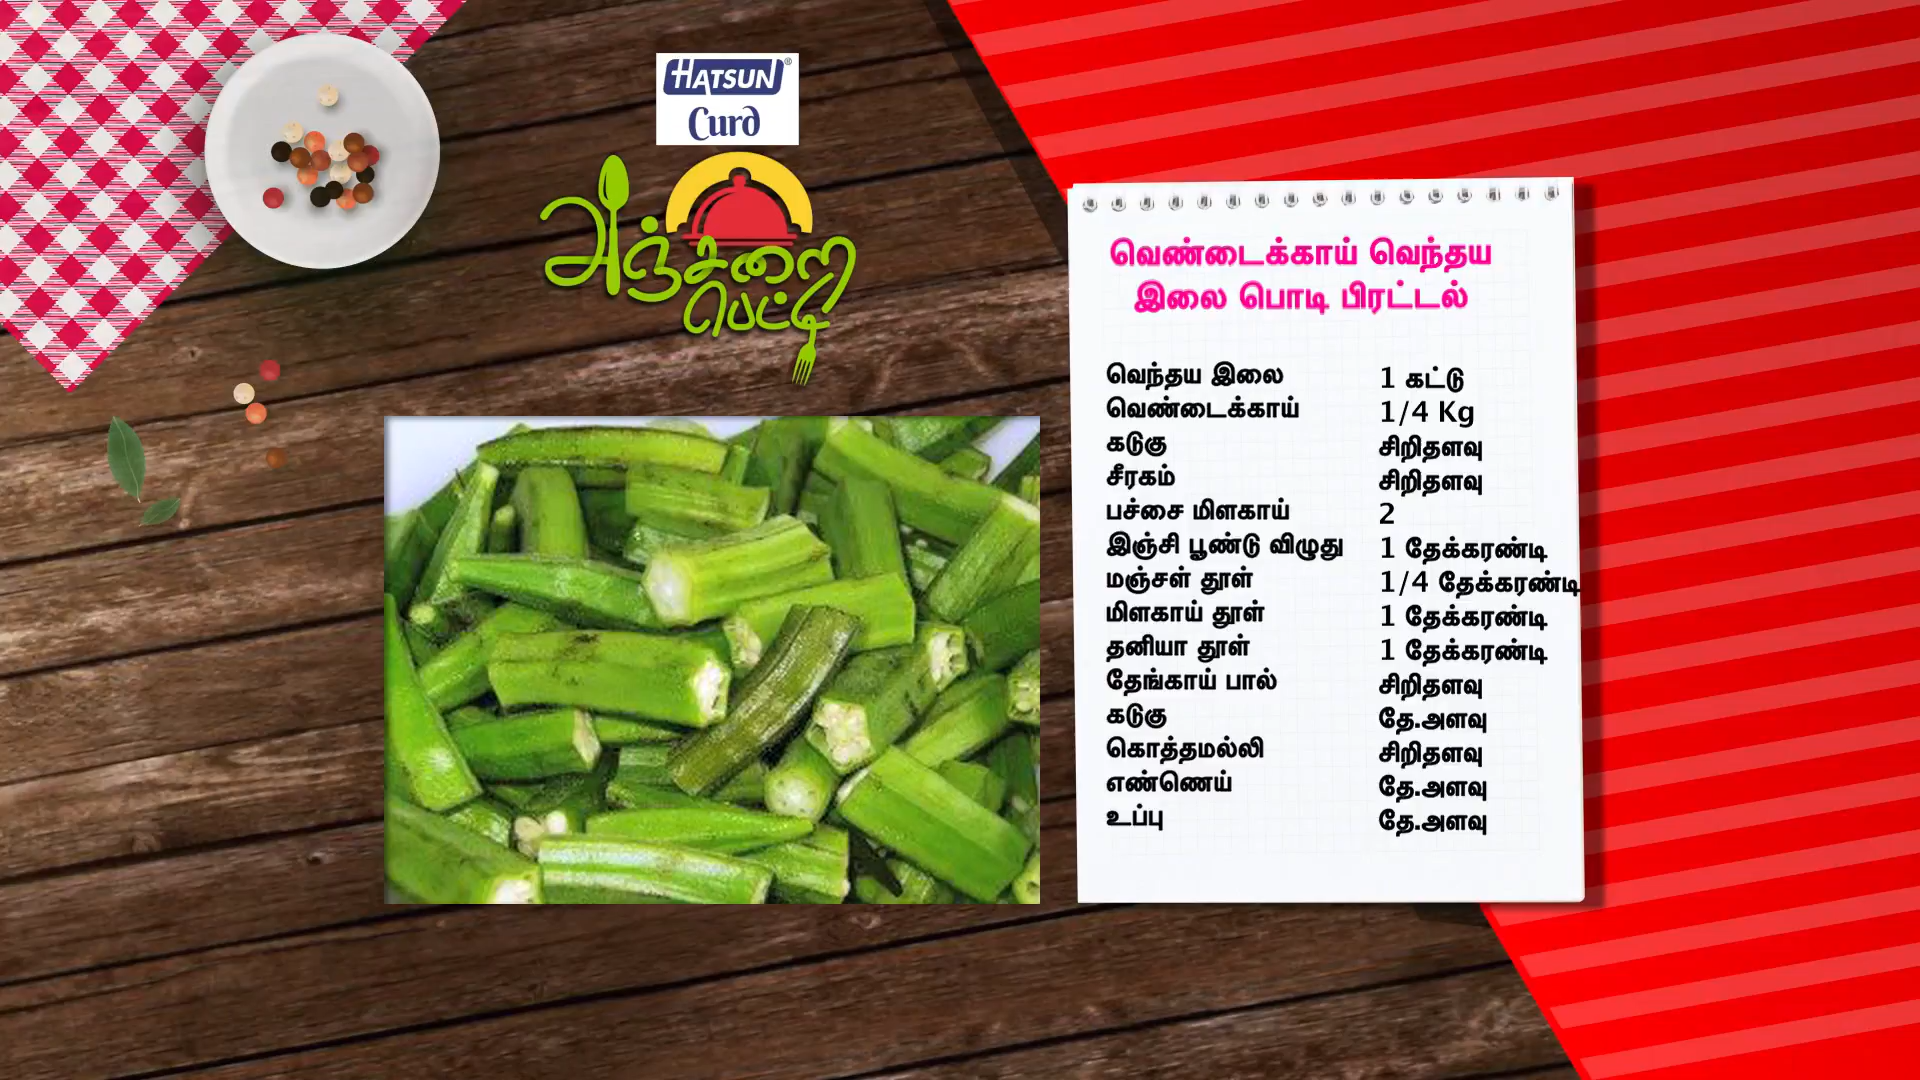 HATSUN®
Curd
அஞ்சறை
பெட்டி
வெண்டைக்காய் வெந்தய
இலை பொடி பிரட்டல்
வெந்தய இலை 1 கட்டு
வெண்டைக்காய் 1/4 Kg
கடுகு சிறிதளவு
சீரகம் சிறிதளவு
பச்சை மிளகாய் 2
இஞ்சி பூண்டு விழுது 1 தேக்கரண்டி
மஞ்சள் தூள் 1/4 தேக்கரண்டி
மிளகாய் தூள் 1 தேக்கரண்டி
தனியா தூள் 1 தேக்கரண்டி
தேங்காய் பால் சிறிதளவு
கடுகு தே.அளவு
கொத்தமல்லி சிறிதளவு
எண்ணெய் தே.அளவு
உப்பு தே.அளவு